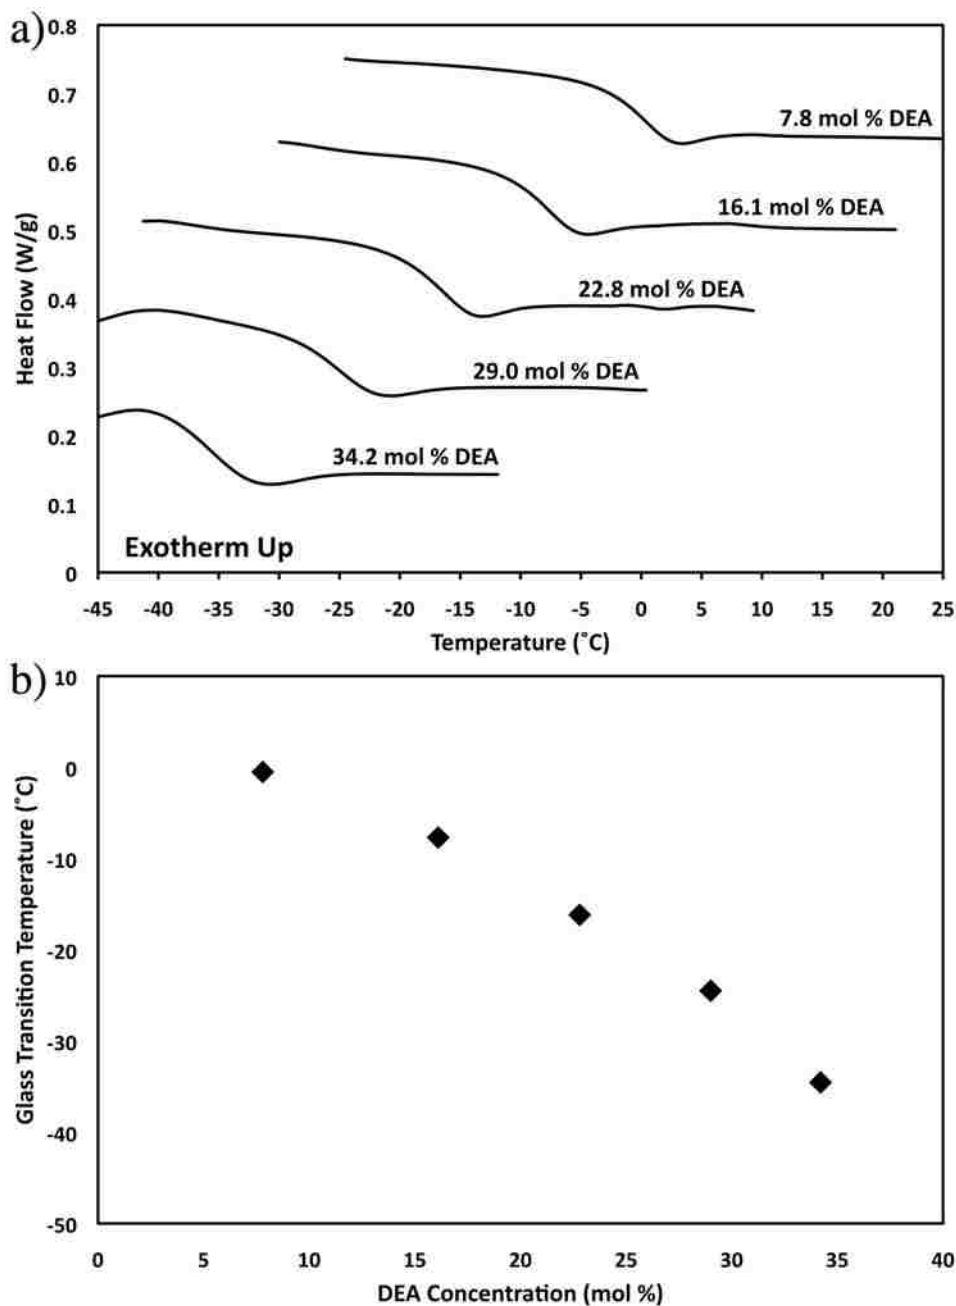 a)
0.8
0.7
0.6
0.5
0.4
0.3
0.2
0.1
0
Heat Flow (W/g)
7.8 mol % DEA
16.1 mol % DEA
22.8 mol % DEA
29.0 mol % DEA
34.2 mol % DEA
Exotherm Up
-45 -40 -35 -30 -25 -20 -15 -10 -5 0 5 10 15 20 25
Temperature (˚C)
b)
10
0
-10
-20
-30
-40
-50
Glass Transition Temperature (˚C)
0 5 10 15 20 25 30 35 40
DEA Concentration (mol %)